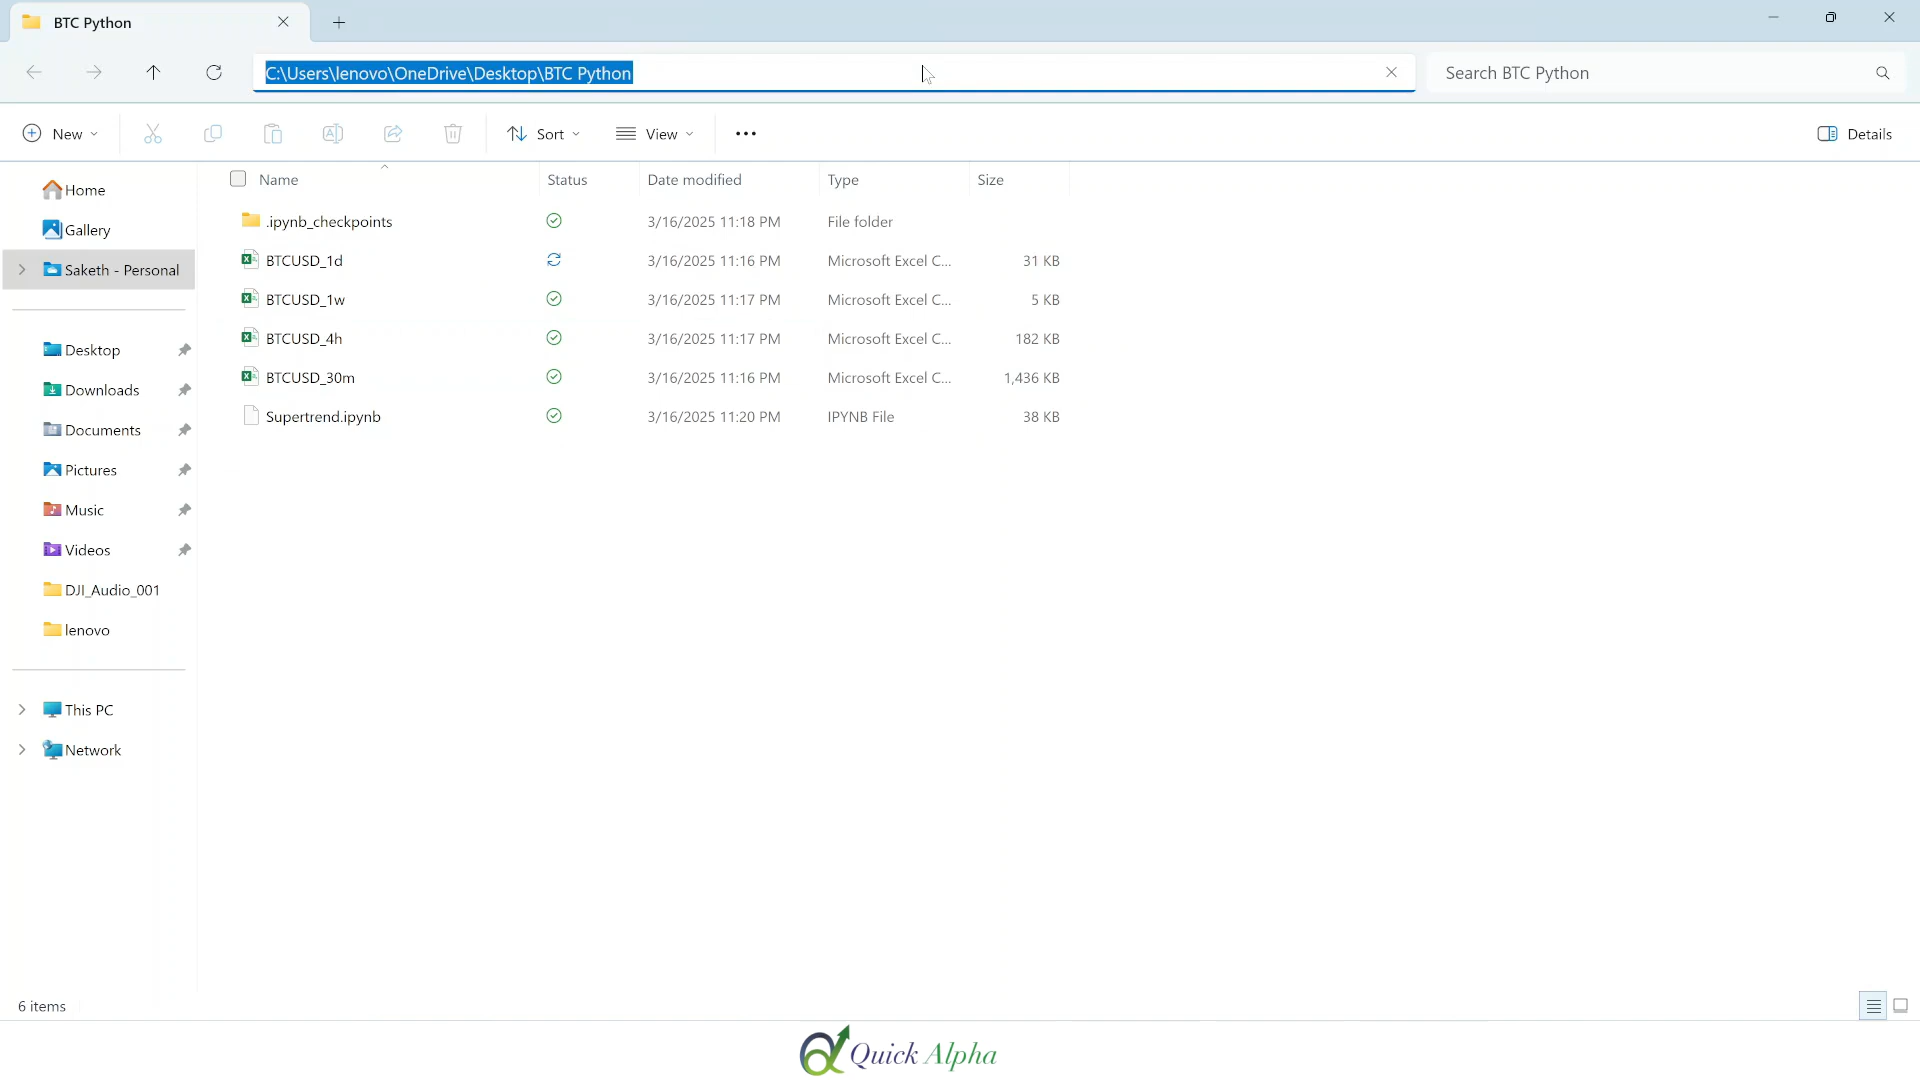 BTC Python
C:\Users\lenovo\OneDrive\Desktop\BTC Python
Search BTC Python
New
Sort
View
Details
Name Status Date modified Type Size
.ipynb_checkpoints 3/16/2025 11:18 PM File folder
BTCUSD_1d 3/16/2025 11:16 PM Microsoft Excel C... 31 KB
BTCUSD_1w 3/16/2025 11:17 PM Microsoft Excel C... 5 KB
BTCUSD_4h 3/16/2025 11:17 PM Microsoft Excel C... 182 KB
BTCUSD_30m 3/16/2025 11:16 PM Microsoft Excel C... 1,436 KB
Supertrend.ipynb 3/16/2025 11:20 PM IPYNB File 38 KB
Home
Gallery
Saketh - Personal
Desktop
Downloads
Documents
Pictures
Music
Videos
DJI_Audio_001
lenovo
This PC
Network
6 items
Quick Alpha